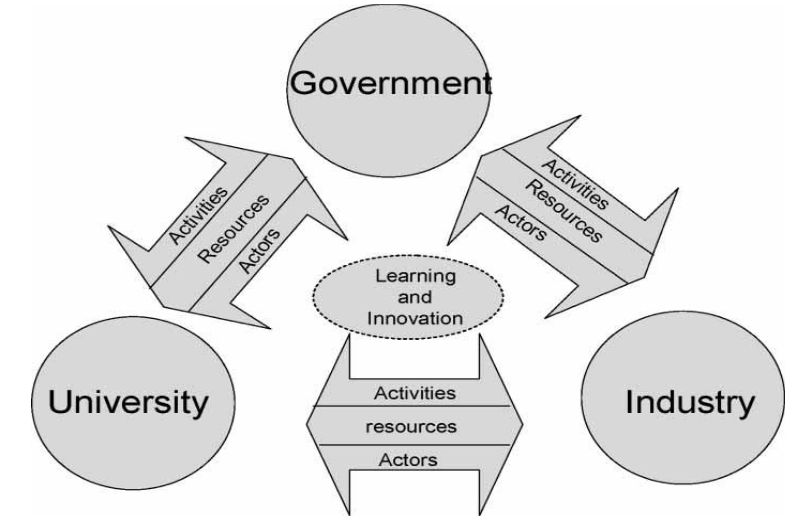 Government
Activities
Resources
Actors
Activities
Resources
Actors
Learning
and
Innovation
University
Industry
Activities
resources
Actors